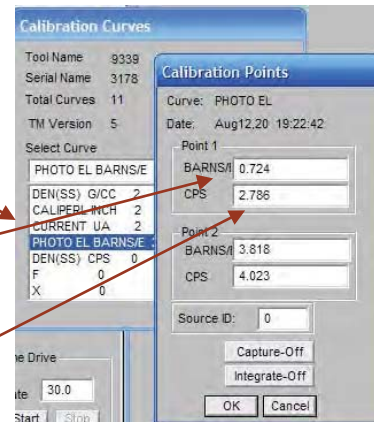 Calibration Curves
Tool Name 9339
Serial Name 3178
Total Curves 11
TM Version 5
Select Curve
PHOTO EL BARNS/E
DEN(SS) G/CC 2
CALIPERL INCH 2
CURRENT UA 2
PHOTO EL BARNS/E
DEN(SS) CPS 0
F 0
X 0
Calibration Points
Curve: PHOTO EL
Date: Aug12,20 19:22:42
Point 1
BARNS/ 0.724
CPS 2.786
Point 2
BARNS/ 3.818
CPS 4.023
Source ID: 0
Capture-Off
Integrate-Off
OK Cancel
e Drive
ate 30.0
Start Stop